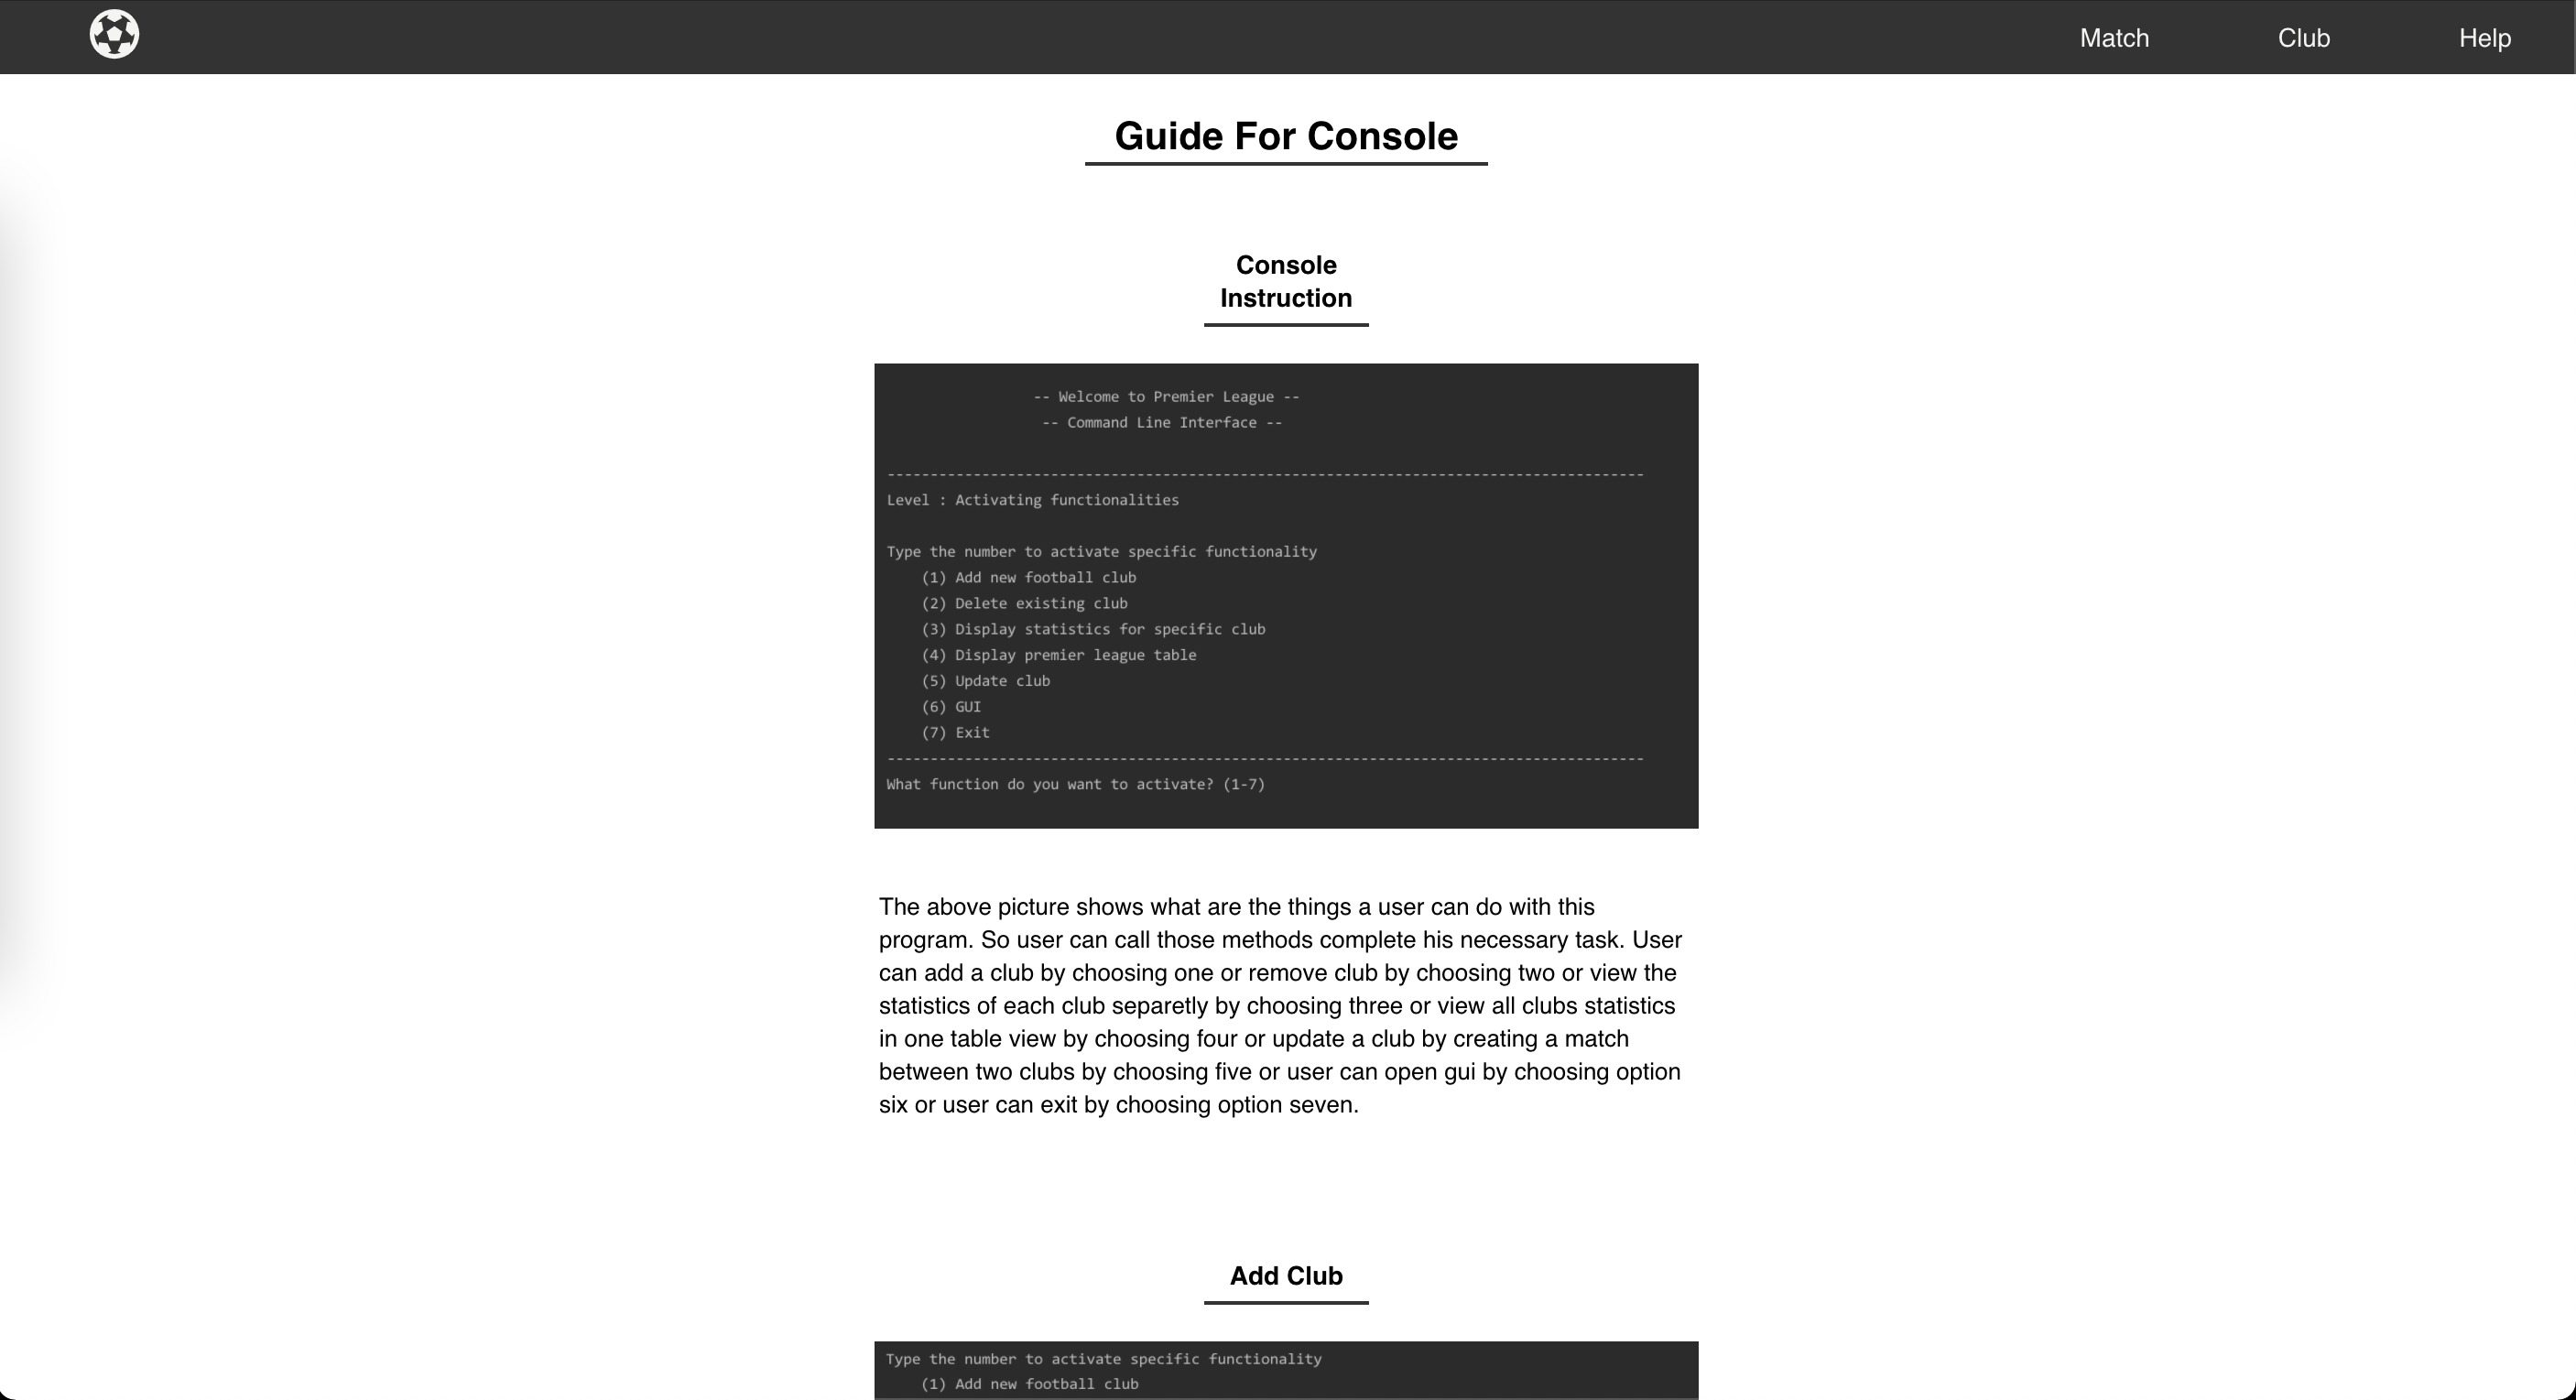 Match Club Help
Guide For Console
Console
Instruction
-- Welcome to Premier League --
-- Command Line Interface --
----------------------------------------------------------------------------------------
Level : Activating functionalities
Type the number to activate specific functionality
(1) Add new football club
(2) Delete existing club
(3) Display statistics for specific club
(4) Display premier league table
(5) Update club
(6) GUI
(7) Exit
----------------------------------------------------------------------------------------
What function do you want to activate? (1-7)
The above picture shows what are the things a user can do with this
program. So user can call those methods complete his necessary task. User
can add a club by choosing one or remove club by choosing two or view the
statistics of each club separetly by choosing three or view all clubs statistics
in one table view by choosing four or update a club by creating a match
between two clubs by choosing five or user can open gui by choosing option
six or user can exit by choosing option seven.
Add Club
Type the number to activate specific functionality
(1) Add new football club